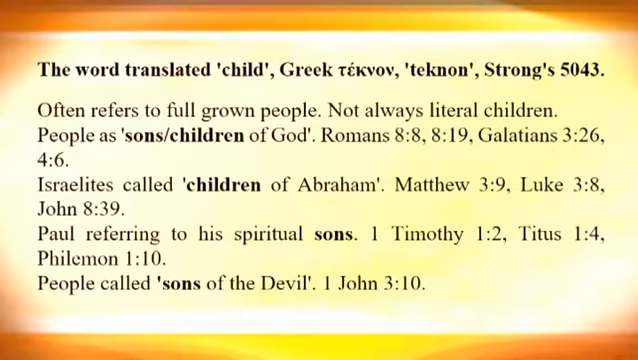 The word translated 'child', Greek τέκνον, 'teknon', Strong's 5043.
Often refers to full grown people. Not always literal children.
People as 'sons/children of God'. Romans 8:8, 8:19, Galatians 3:26,
4:6.
Israelites called 'children of Abraham'. Matthew 3:9, Luke 3:8,
John 8:39.
Paul referring to his spiritual sons. 1 Timothy 1:2, Titus 1:4,
Philemon 1:10.
People called 'sons of the Devil'. 1 John 3:10.